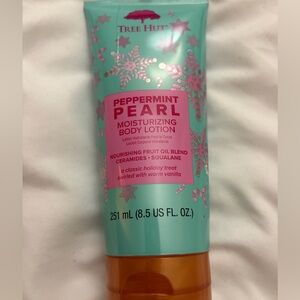 TREE HUT
PEPPERMINT
PEARL
MOISTURIZING
BODY LOTION
NOURISHING FRUIT OIL BLEND
CERAMIDES • SQUALANE
a classic holiday treat
swirled with warm vanilla
251 mL (8.5 US FL. OZ.)